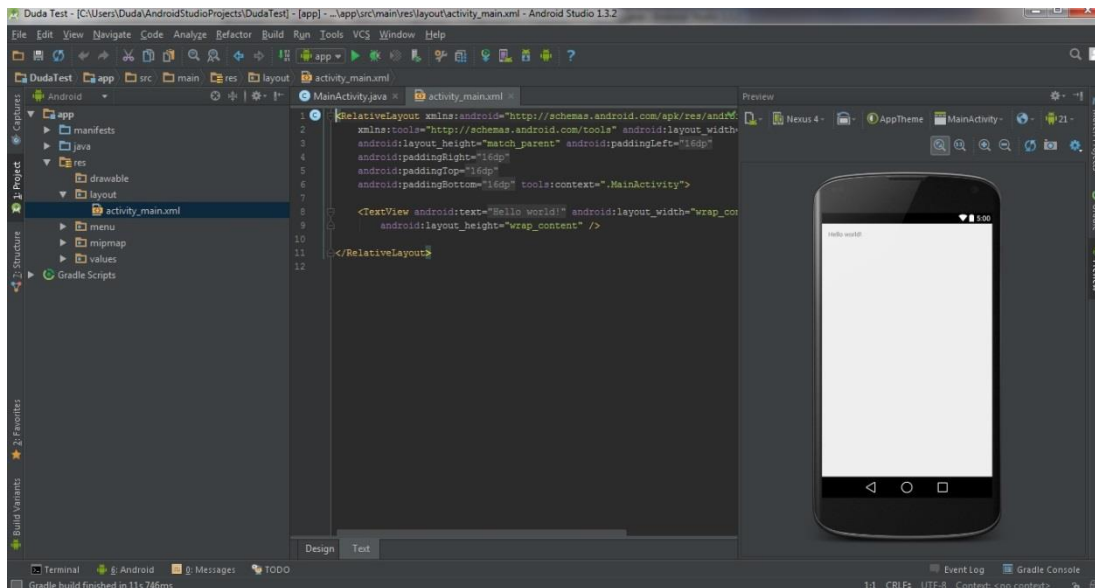 Duda Test - [C:\Users\Duda\AndroidStudioProjects\DudaTest] - [app] - ...\app\src\main\res\layout\activity_main.xml - Android Studio 1.3.2
File Edit View Navigate Code Analyze Refactor Build Run Tools VCS Window Help
app
DudaTest app src main res layout activity_main.xml
Android MainActivity.java activity_main.xml Preview
Captures
1: Project
2: Structure
2: Favorites
Build Variants
app
manifests
java
res
drawable
layout
activity_main.xml
menu
mipmap
values
Gradle Scripts
1 <RelativeLayout xmlns:android="http://schemas.android.com/apk/res/andro
2 xmlns:tools="http://schemas.android.com/tools" android:layout_width=
3 android:layout_height="match_parent" android:paddingLeft="16dp"
4 android:paddingRight="16dp"
5 android:paddingTop="16dp"
6 android:paddingBottom="16dp" tools:context=".MainActivity">
7
8 <TextView android:text="Hello world!" android:layout_width="wrap_con
9 android:layout_height="wrap_content" />
10
11 </RelativeLayout>
12
Design Text
Nexus 4 AppTheme MainActivity 21
5:00
Hello world!
Terminal 6: Android 0: Messages TODO Event Log Gradle Console
Gradle build finished in 11s 746ms 1:1 CRLF UTF-8 Context: <no context>